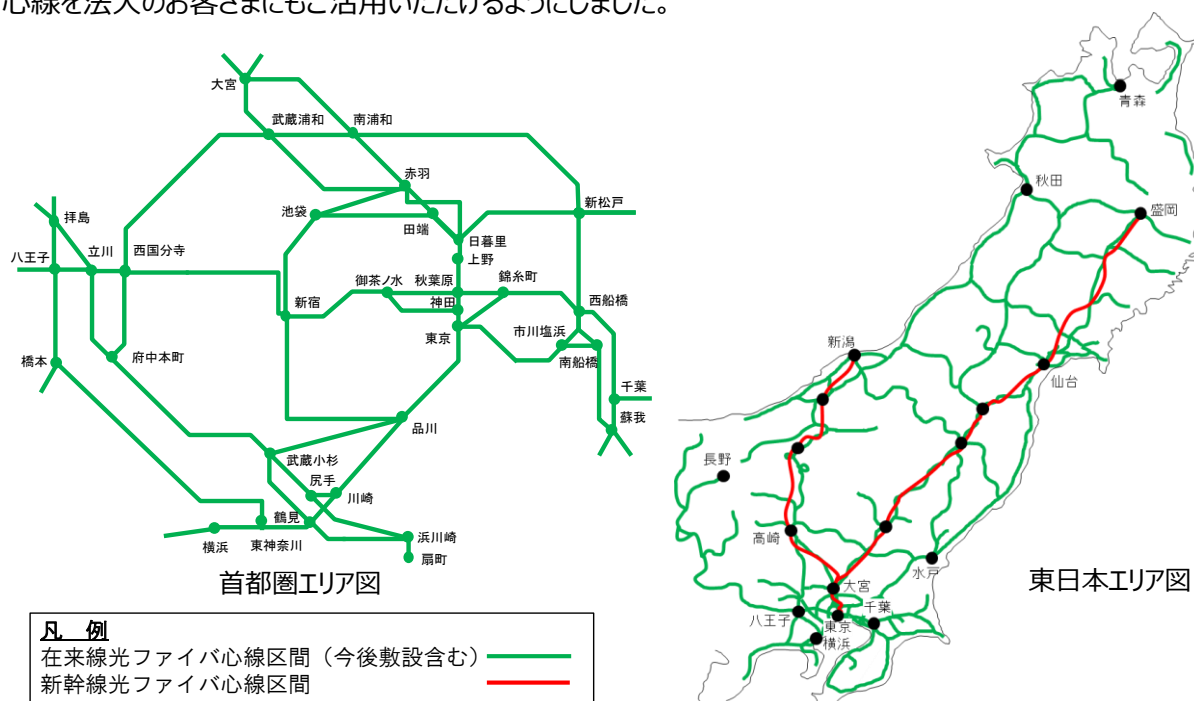 心線を法人のお客さまにもご活用いただけるようにしました。
大宮
武蔵浦和
南浦和
赤羽
池袋
田端
新松戸
日暮里
上野
拝島
八王子
立川
西国分寺
御茶ノ水
秋葉原
錦糸町
神田
新宿
東京
西船橋
市川塩浜
南船橋
橋本
府中本町
千葉
蘇我
品川
武蔵小杉
尻手
川崎
鶴見
横浜
東神奈川
浜川崎
扇町
首都圏エリア図
凡 例
在来線光ファイバ心線区間(今後敷設含む)
新幹線光ファイバ心線区間
青森
秋田
盛岡
新潟
仙台
長野
高崎
水戸
大宮
八王子
東京
千葉
横浜
東日本エリア図